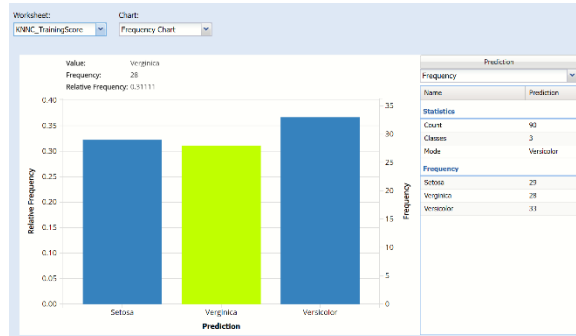 Worksheet: Chart:
KNNC_TrainingScore Frequency Chart
Value: Verginica
Frequency: 28
Relative Frequency: 0.31111
Prediction
Frequency
Name Prediction
Statistics
Count 90
Classes 3
Mode Versicolor
Frequency
Setosa 29
Verginica 28
Versicolor 33
0.40
0.35
0.30
0.25
0.20
0.15
0.10
0.05
0.00
Relative Frequency
35
30
25
20
15
10
5
0
Frequency
Setosa Verginica Versicolor
Prediction